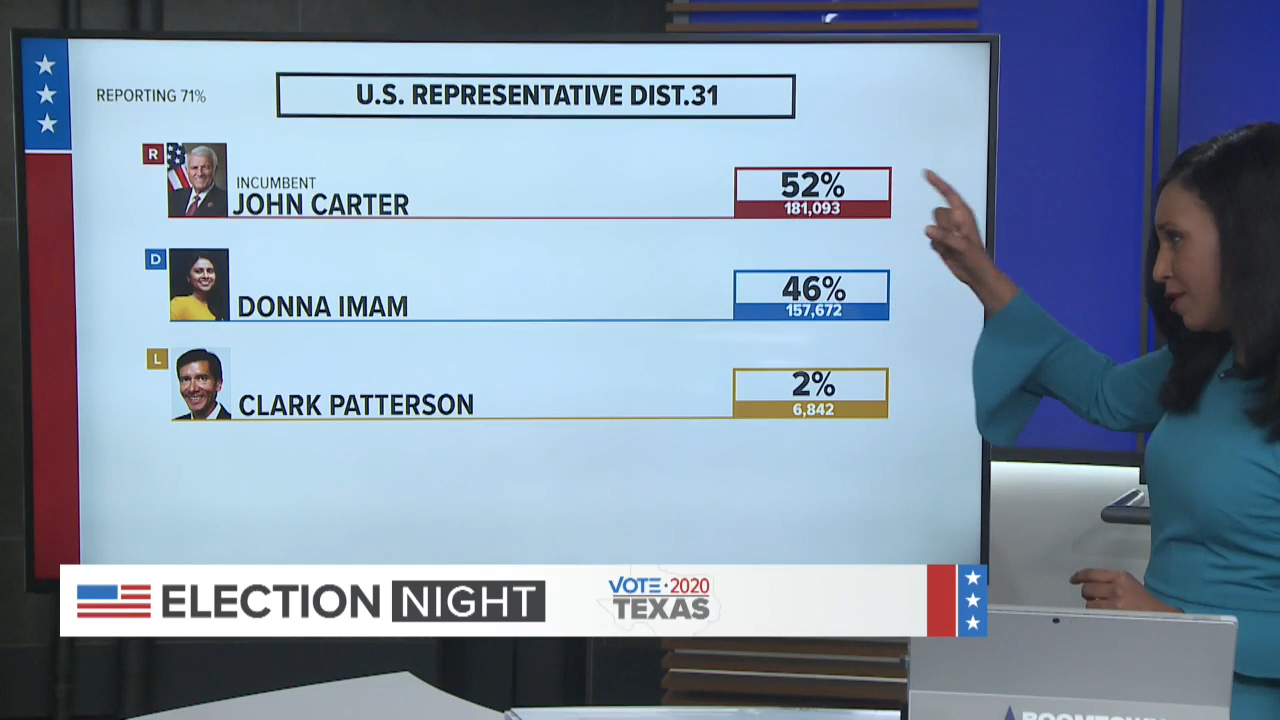 REPORTING 71%
U.S. REPRESENTATIVE DIST.31
R
INCUMBENT
JOHN CARTER
52%
181,093
D
DONNA IMAM
46%
157,672
L
CLARK PATTERSON
2%
6,842
ELECTION NIGHT
VOTE • 2020
TEXAS
BOOMTOWN